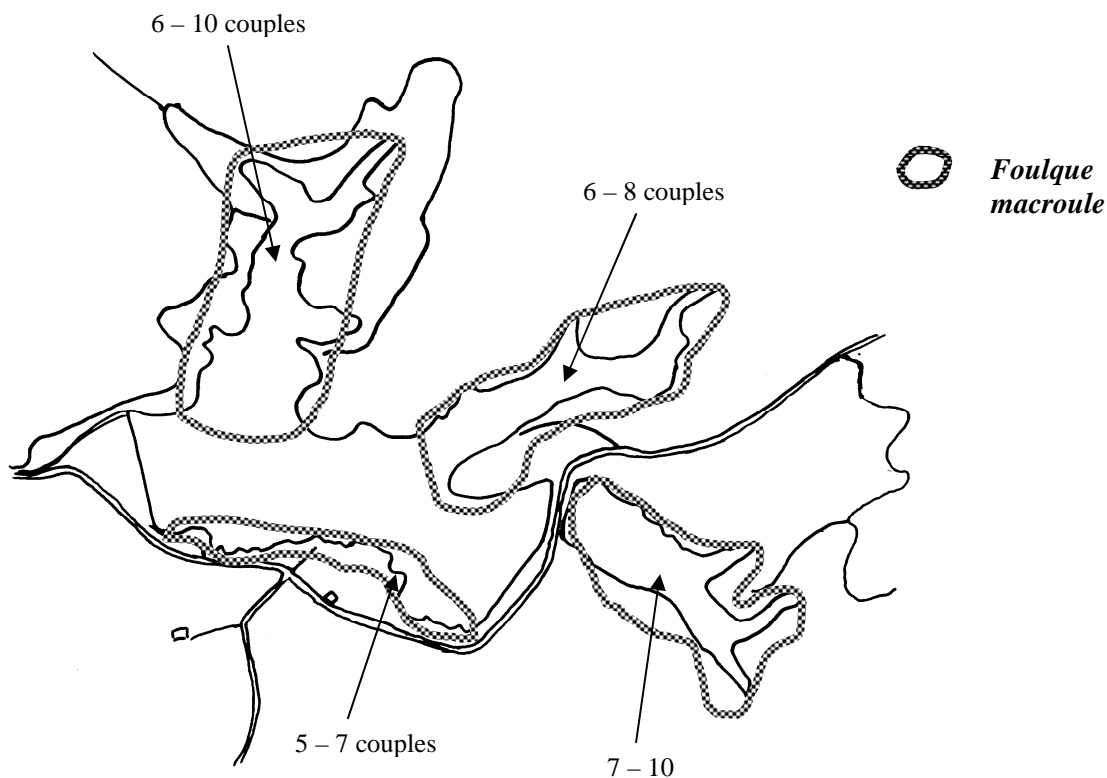 6 – 10 couples
6 – 8 couples
Foulque
macroule
5 – 7 couples
7 – 10